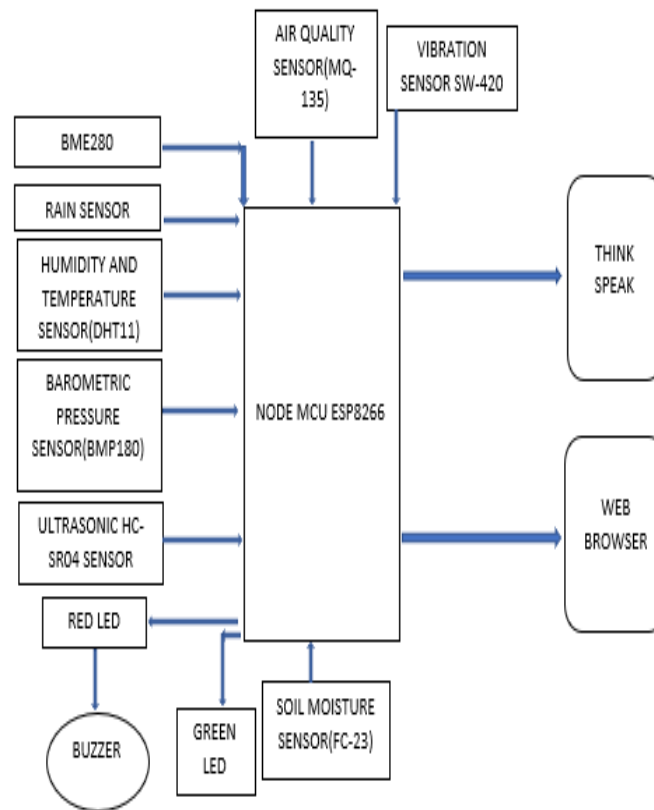 AIR QUALITY
SENSOR(MQ-
135)
VIBRATION
SENSOR SW-420
BME280
RAIN SENSOR
HUMIDITY AND
TEMPERATURE
SENSOR(DHT11)
BAROMETRIC
PRESSURE
SENSOR(BMP180)
ULTRASONIC HC-
SR04 SENSOR
NODE MCU ESP8266
THINK
SPEAK
WEB
BROWSER
RED LED
BUZZER
GREEN
LED
SOIL MOISTURE
SENSOR(FC-23)